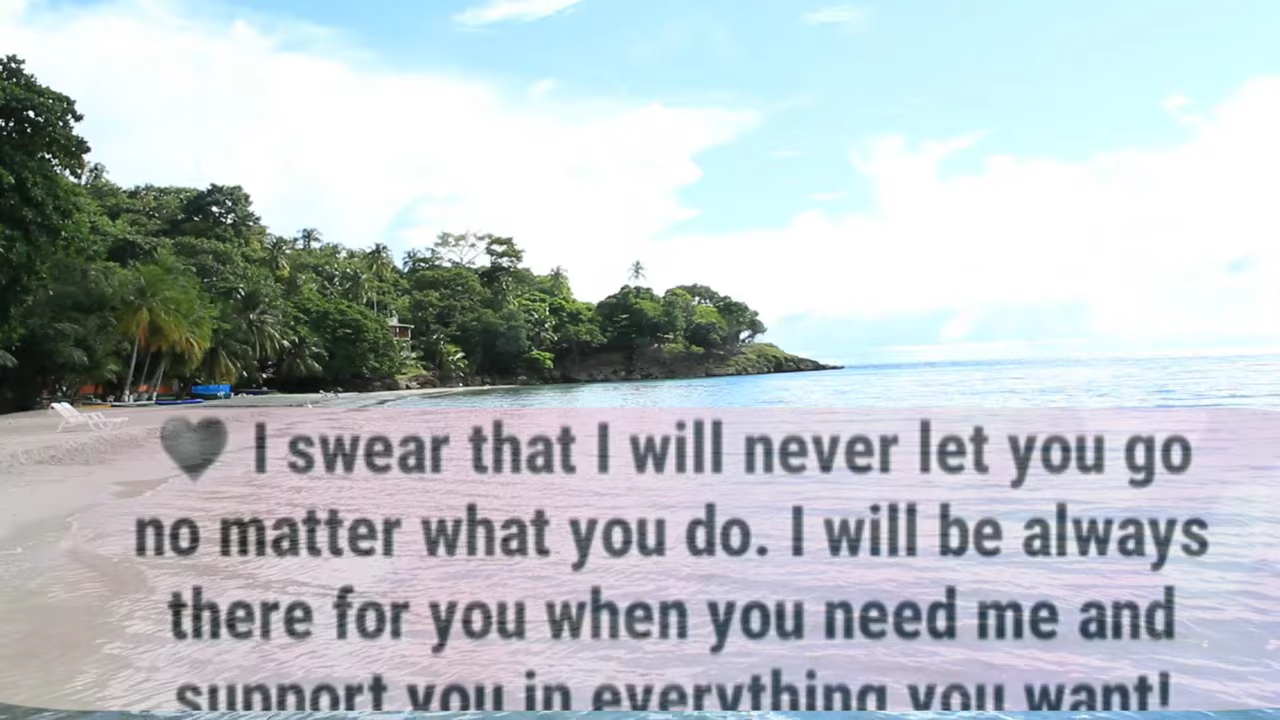 🖤 I swear that I will never let you go
no matter what you do. I will be always
there for you when you need me and
support you in everything you want!